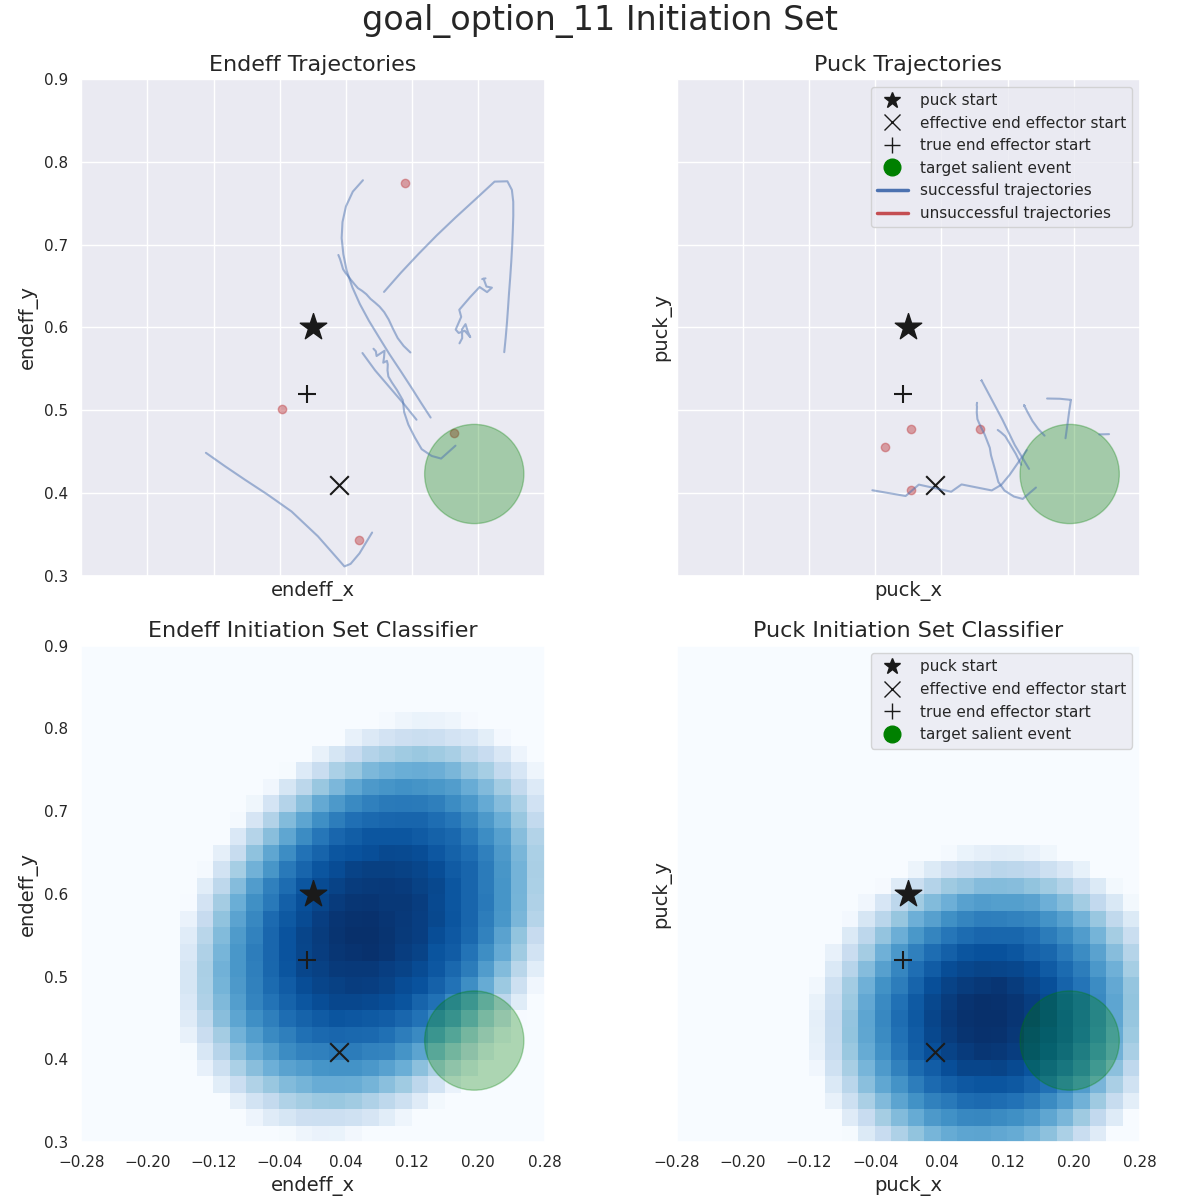 goal_option_11 Initiation Set
Endeff Trajectories
Puck Trajectories
0.9
0.8
0.7
0.6
0.5
0.4
0.3
endeff_y
endeff_x
puck_y
puck_x
puck start
effective end effector start
true end effector start
target salient event
successful trajectories
unsuccessful trajectories
Endeff Initiation Set Classifier
Puck Initiation Set Classifier
0.9
0.8
0.7
0.6
0.5
0.4
0.3
endeff_y
−0.28 −0.20 −0.12 −0.04 0.04 0.12 0.20 0.28
endeff_x
puck_y
puck start
effective end effector start
true end effector start
target salient event
−0.28 −0.20 −0.12 −0.04 0.04 0.12 0.20 0.28
puck_x